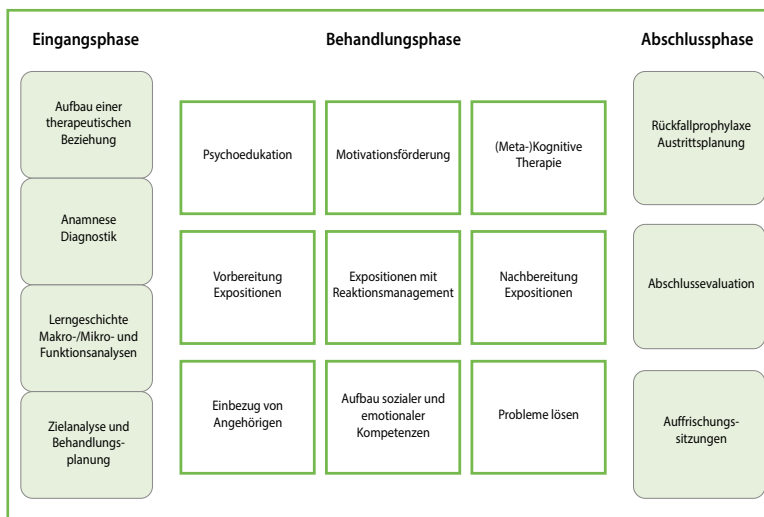 Eingangsphase
Behandlungsphase
Abschlussphase
Aufbau einer
therapeutischen
Beziehung
Anamnese
Diagnostik
Lerngeschichte
Makro-/Mikro- und
Funktionsanalysen
Zielanalyse und
Behandlungs-
planung
Psychoedukation
Motivationsförderung
(Meta-)Kognitive
Therapie
Vorbereitung
Expositionen
Expositionen mit
Reaktionsmanagement
Nachbereitung
Expositionen
Einbezug von
Angehörigen
Aufbau sozialer und
emotionaler
Kompetenzen
Probleme lösen
Rückfallprophylaxe
Austrittsplanung
Abschlussevaluation
Auffrischungs-
sitzungen